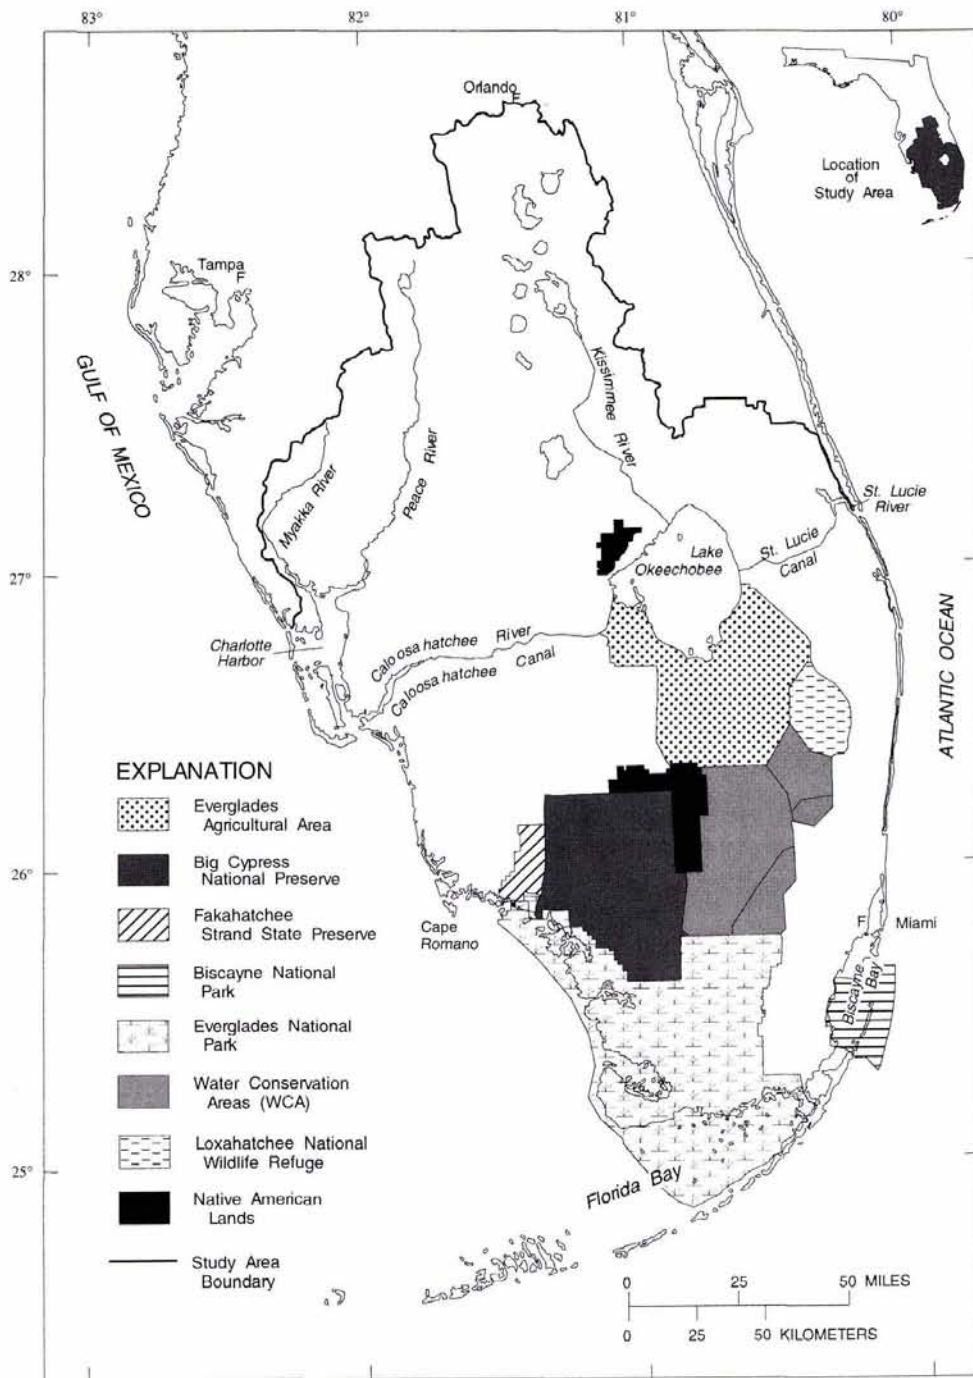 83°
82°
81°
80°
Orlando
F
Location
of
Study Area
28°
Tampa
F
GULF OF MEXICO
Kissimmee River
Myakka River
Peace River
St. Lucie
River
Lake
Okeechobee
St. Lucie
Canal
27°
Charlotte
Harbor
Caloosahatchee River
Caloosahatchee Canal
ATLANTIC OCEAN
EXPLANATION
Everglades
Agricultural Area
Big Cypress
National Preserve
26°
Fakahatchee
Strand State Preserve
Cape
Romano
F
Miami
Biscayne National
Park
Biscayne
Bay
Everglades National
Park
Water Conservation
Areas (WCA)
Loxahatchee National
Wildlife Refuge
25°
Florida Bay
Native American
Lands
Study Area
Boundary
0 25 50 MILES
0 25 50 KILOMETERS